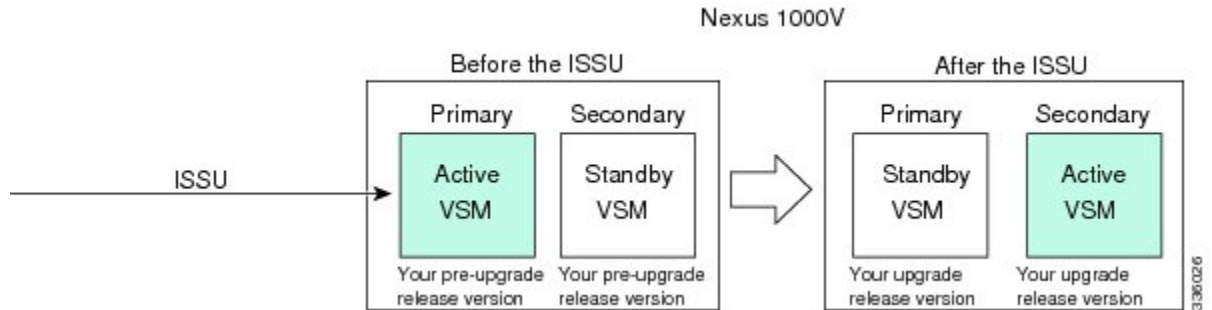 Nexus 1000V
Before the ISSU
After the ISSU
Primary
Secondary
Primary
Secondary
ISSU
Active
VSM
Standby
VSM
Standby
VSM
Active
VSM
Your pre-upgrade
release version
Your pre-upgrade
release version
Your upgrade
release version
Your upgrade
release version
336026